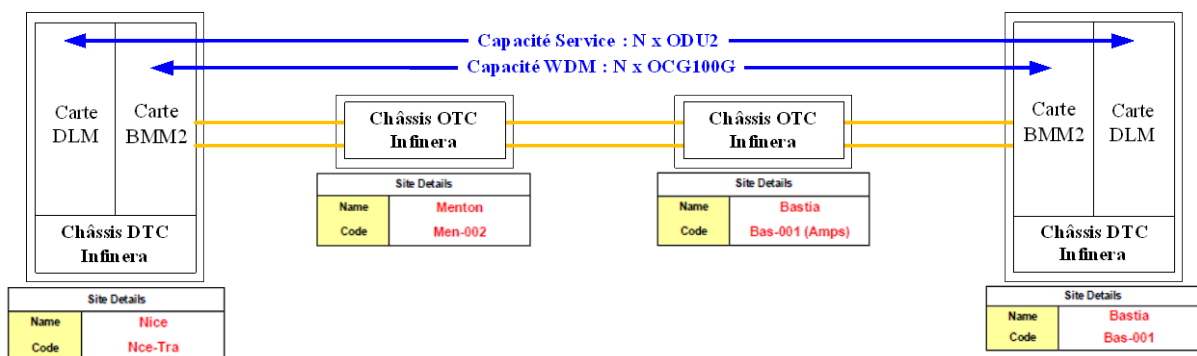 Capacité Service : N x ODU2
Capacité WDM : N x OCG100G
Carte
DLM
Carte
BMM2
Châssis DTC
Infinera
Châssis OTC
Infinera
Châssis OTC
Infinera
Carte
BMM2
Carte
DLM
Châssis DTC
Infinera
Site Details
Name Nice
Code Nce-Tra
Site Details
Name Menton
Code Men-002
Site Details
Name Bastia
Code Bas-001 (Amps)
Site Details
Name Bastia
Code Bas-001